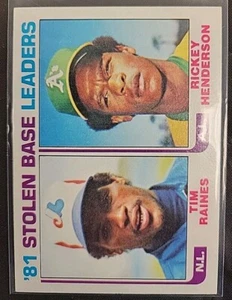 '81 STOLEN BASE LEADERS
TIM
RAINES
N.L.
RICKEY
HENDERSON